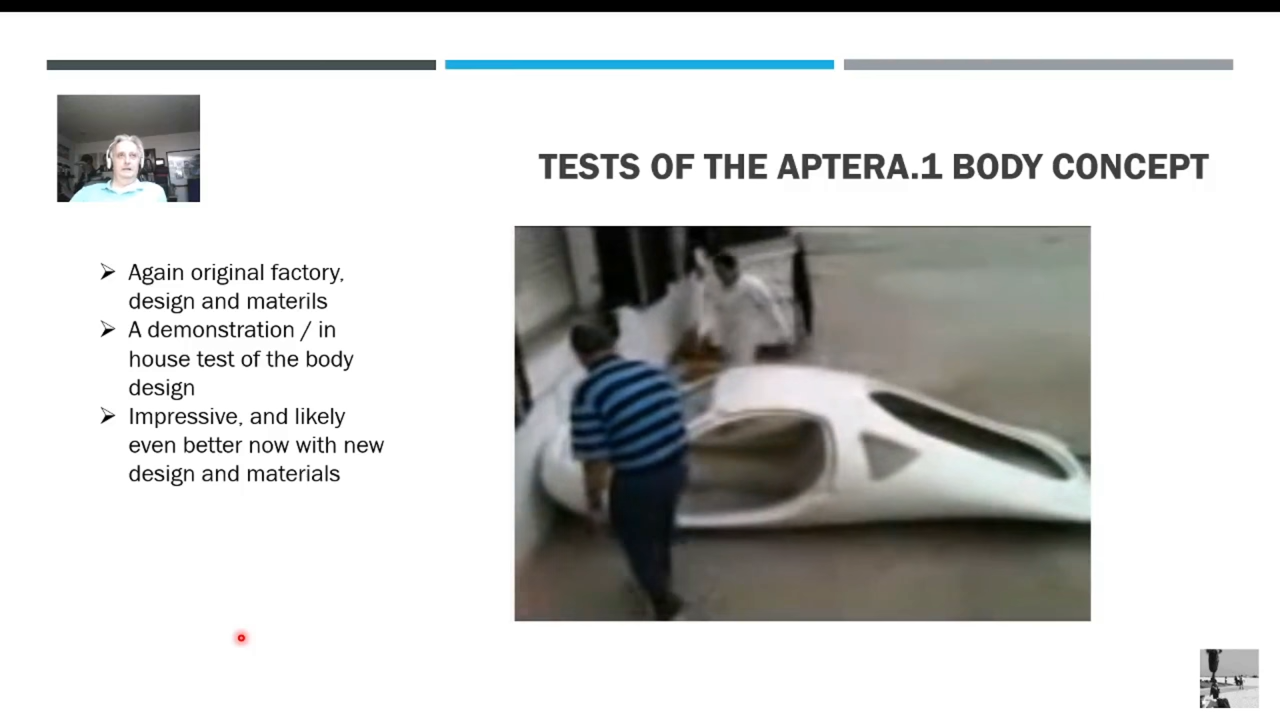 TESTS OF THE APTERA.1 BODY CONCEPT
Again original factory,
design and materils
A demonstration / in
house test of the body
design
Impressive, and likely
even better now with new
design and materials